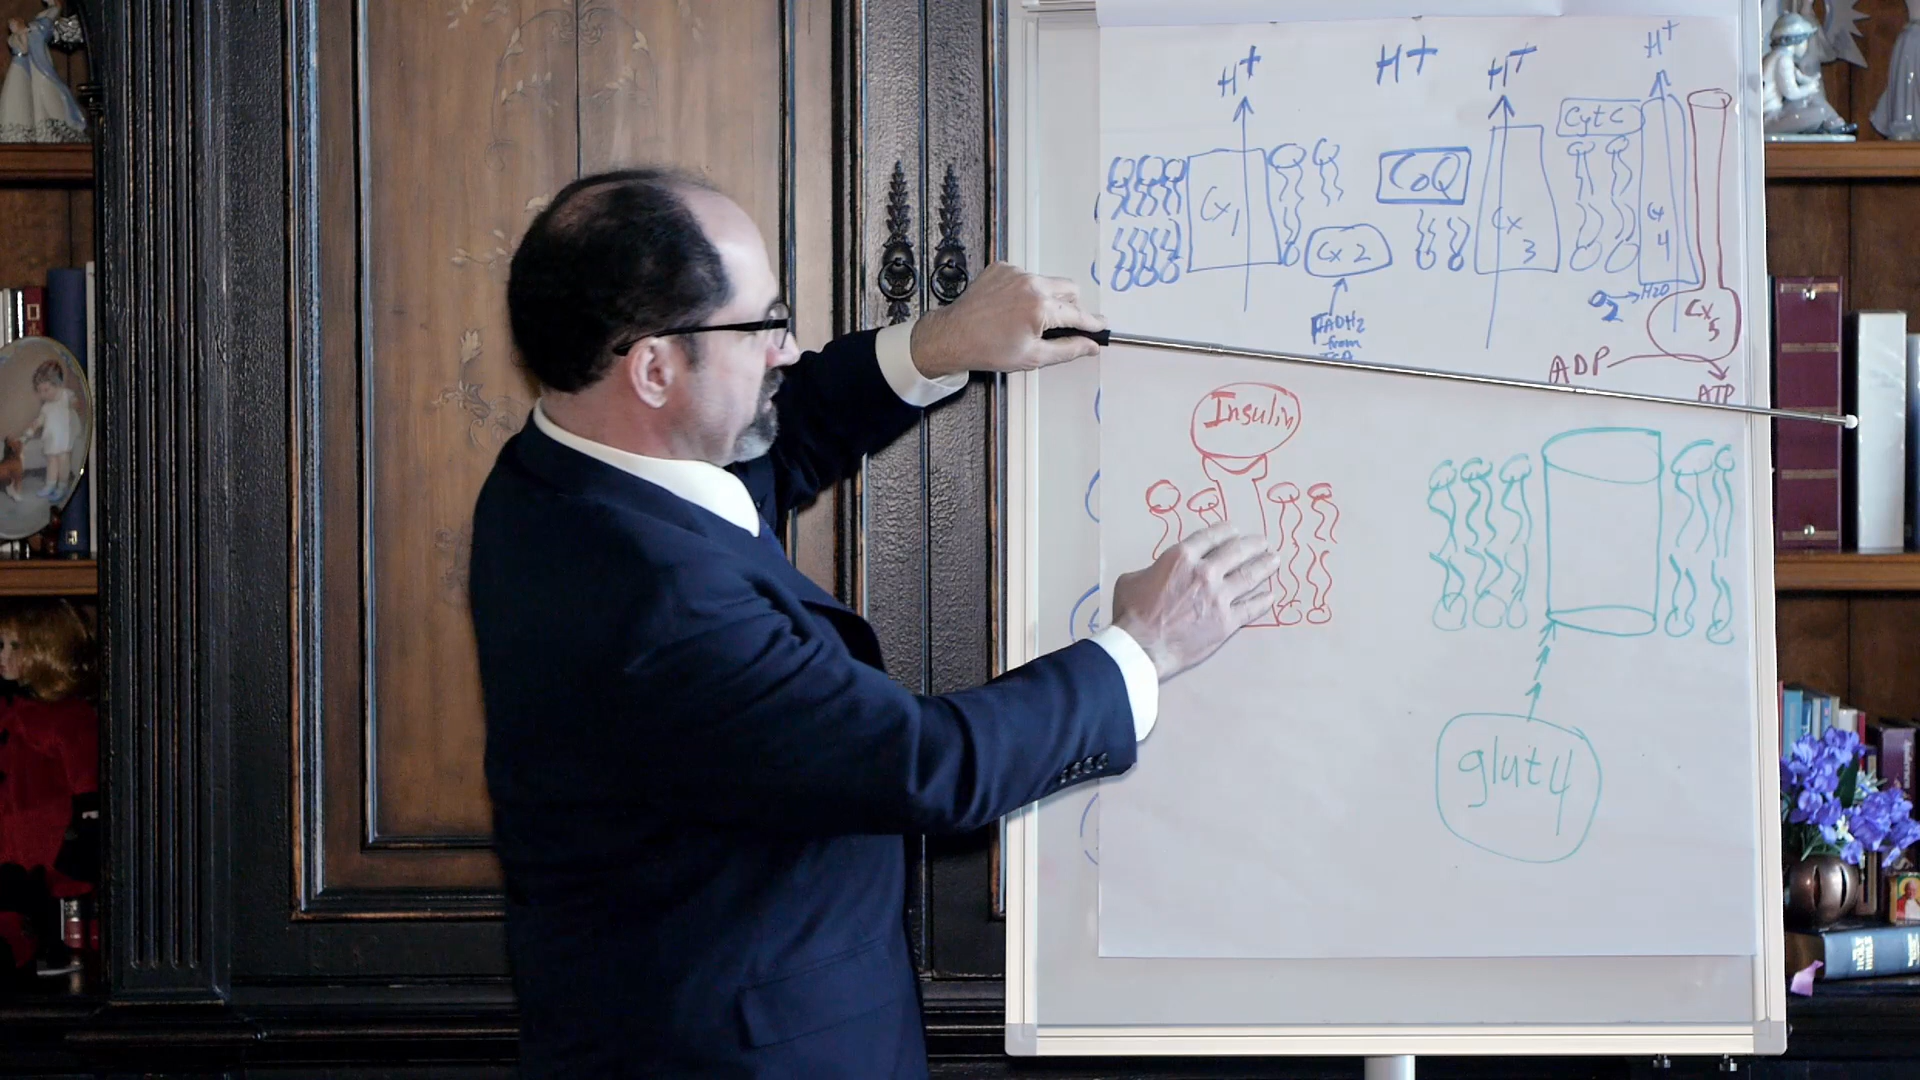 H+ H+ H+ H+
Cyt C
CoQ
Cx 1
Cx 2
Cx 3
Cx 4
O2 → H2O
Cx 5
FADH2
from
ADP
ATP
Insulin
glut 4